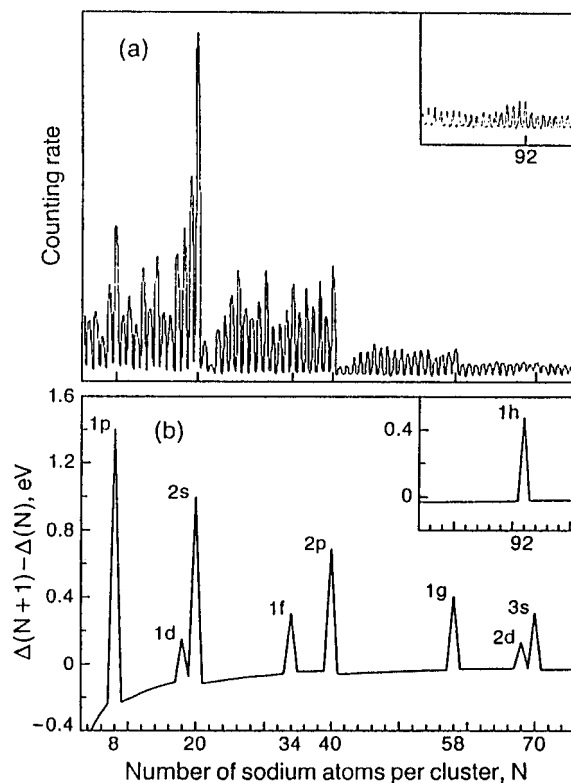 (a)
Counting rate
92
(b)
Δ(N + 1) − Δ(N), eV
1.6
1.2
0.8
0.4
0
−0.4
1p
1d
2s
1f
2p
1g
2d
3s
0.4
0
1h
92
8
20
34
40
58
70
Number of sodium atoms per cluster, N